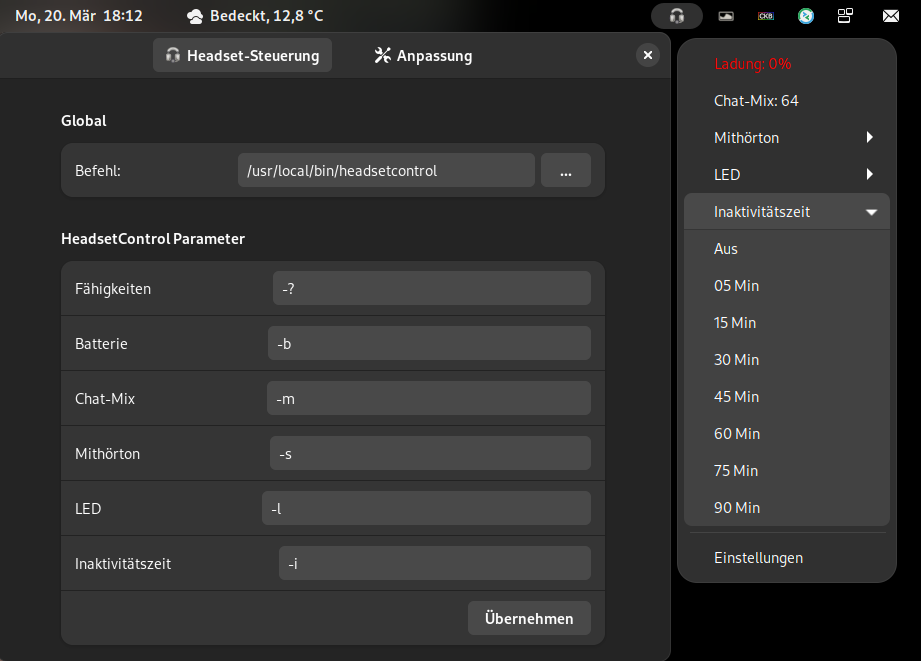 Mo, 20. Mär 18:12
Bedeckt, 12,8 °C
CKB
Headset-Steuerung
Anpassung
Global
Befehl:
/usr/local/bin/headsetcontrol
...
HeadsetControl Parameter
Fähigkeiten
-?
Batterie
-b
Chat-Mix
-m
Mithörton
-s
LED
-l
Inaktivitätszeit
-i
Übernehmen
Ladung: 0%
Chat-Mix: 64
Mithörton
LED
Inaktivitätszeit
Aus
05 Min
15 Min
30 Min
45 Min
60 Min
75 Min
90 Min
Einstellungen